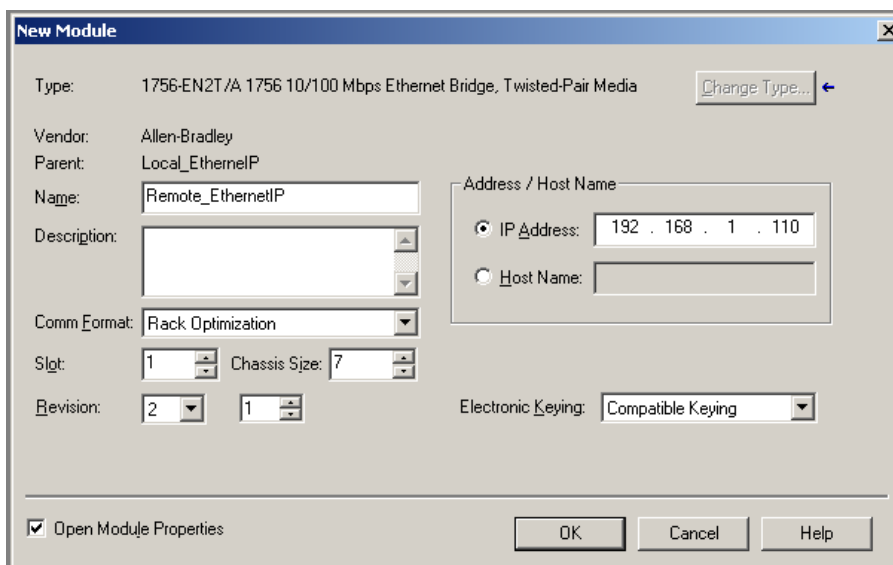 New Module
Type: 1756-EN2T/A 1756 10/100 Mbps Ethernet Bridge, Twisted-Pair Media Change Type...
Vendor: Allen-Bradley
Parent: Local_EtherneIP
Name: Remote_EthernetIP
Address / Host Name
IP Address: 192 . 168 . 1 . 110
Description:
Host Name:
Comm Format: Rack Optimization
Slot: 1 Chassis Size: 7
Revision: 2 1 Electronic Keying: Compatible Keying
Open Module Properties OK Cancel Help